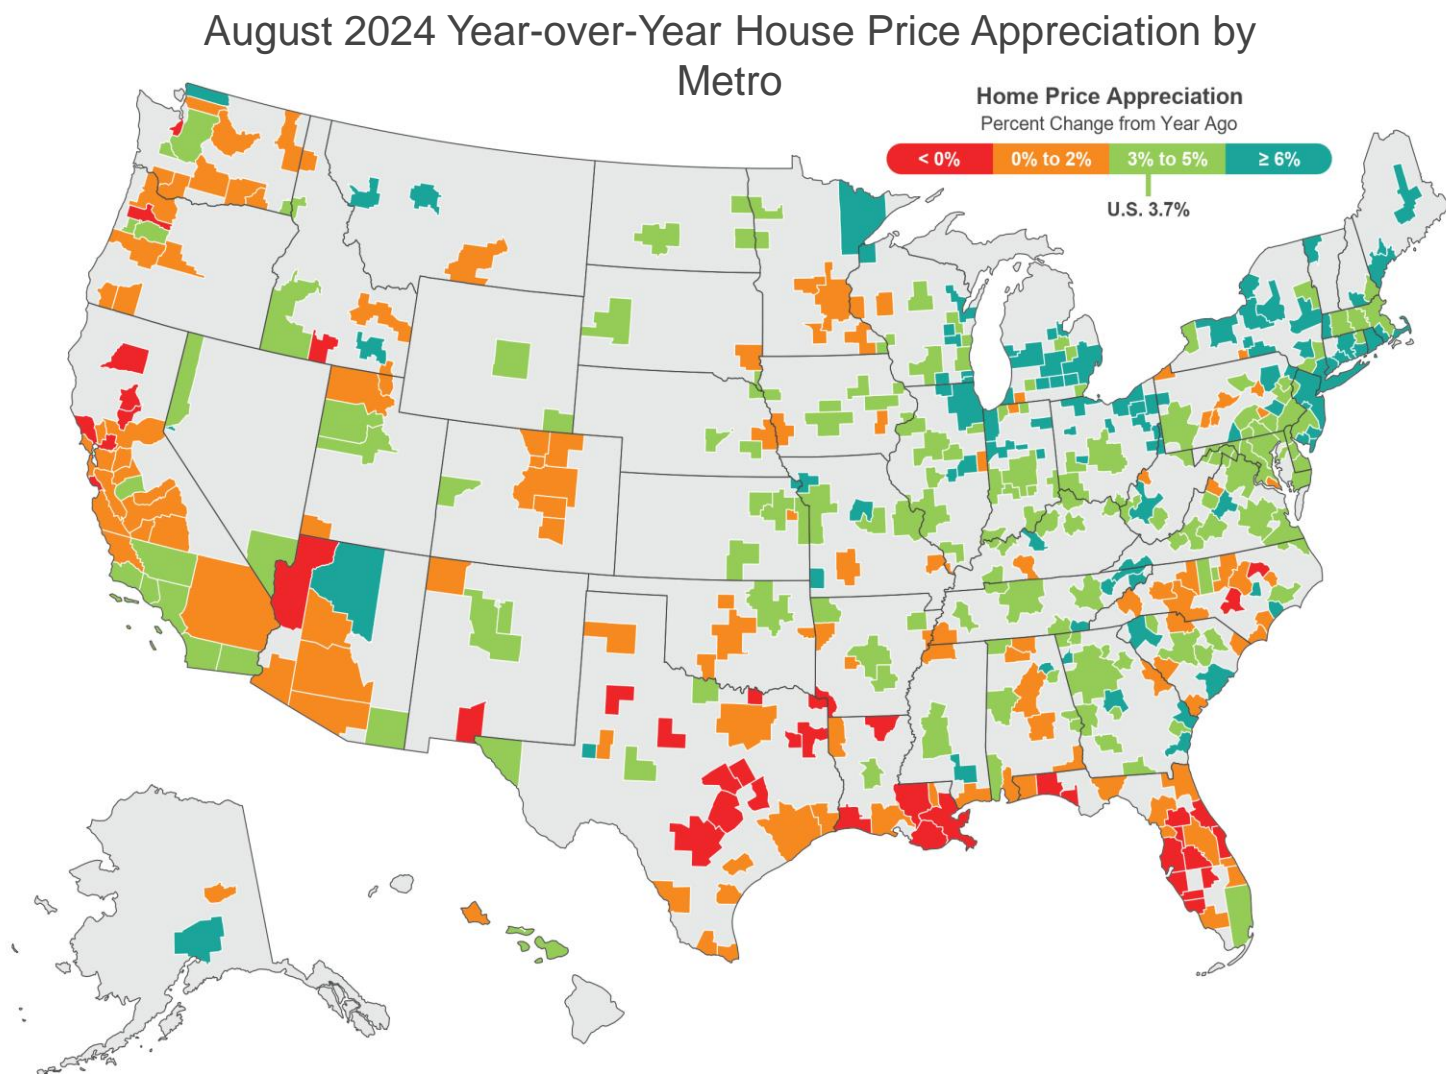 August 2024 Year-over-Year House Price Appreciation by
Metro
Home Price Appreciation
Percent Change from Year Ago
< 0% 0% to 2% 3% to 5% ≥ 6%
U.S. 3.7%